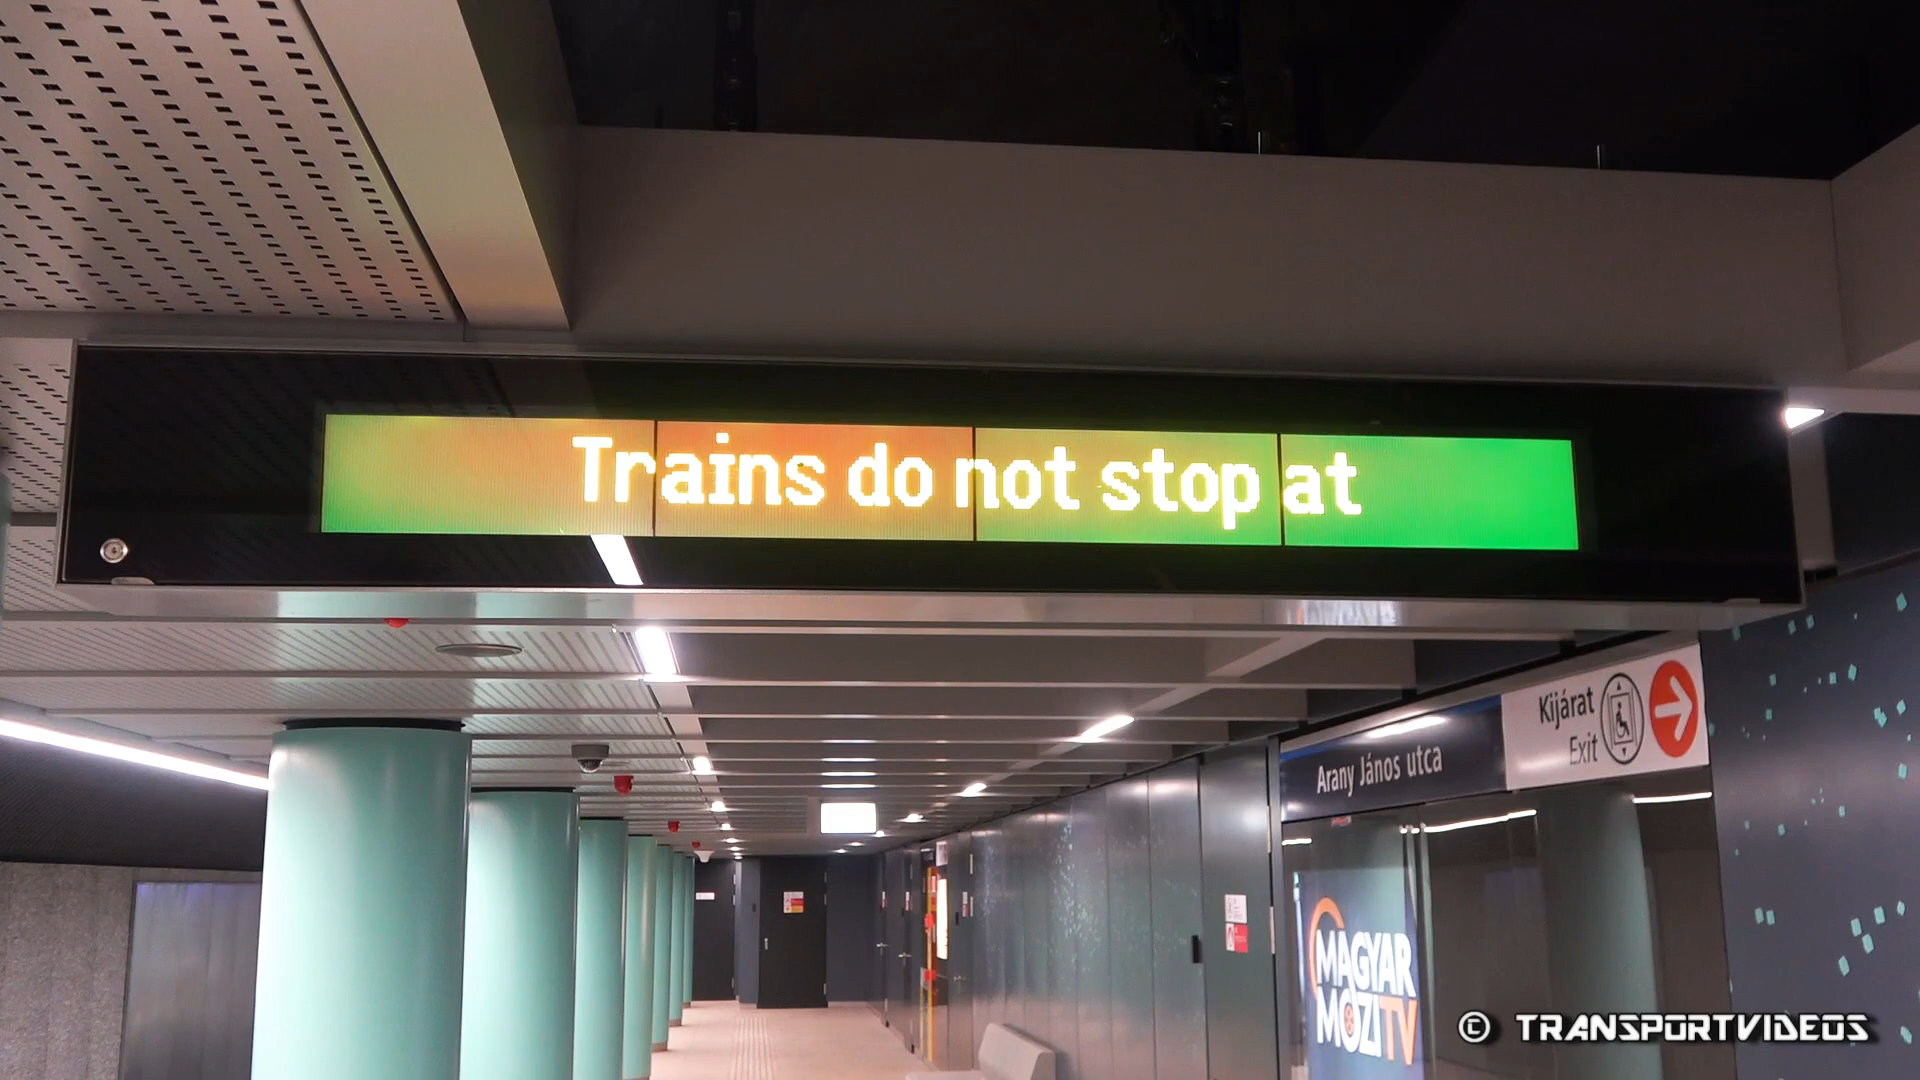 Trains do not stop at
Kijárat
Exit
Arany János utca
MAGYAR
MOZI TV
© TRANSPORTVIDEOS